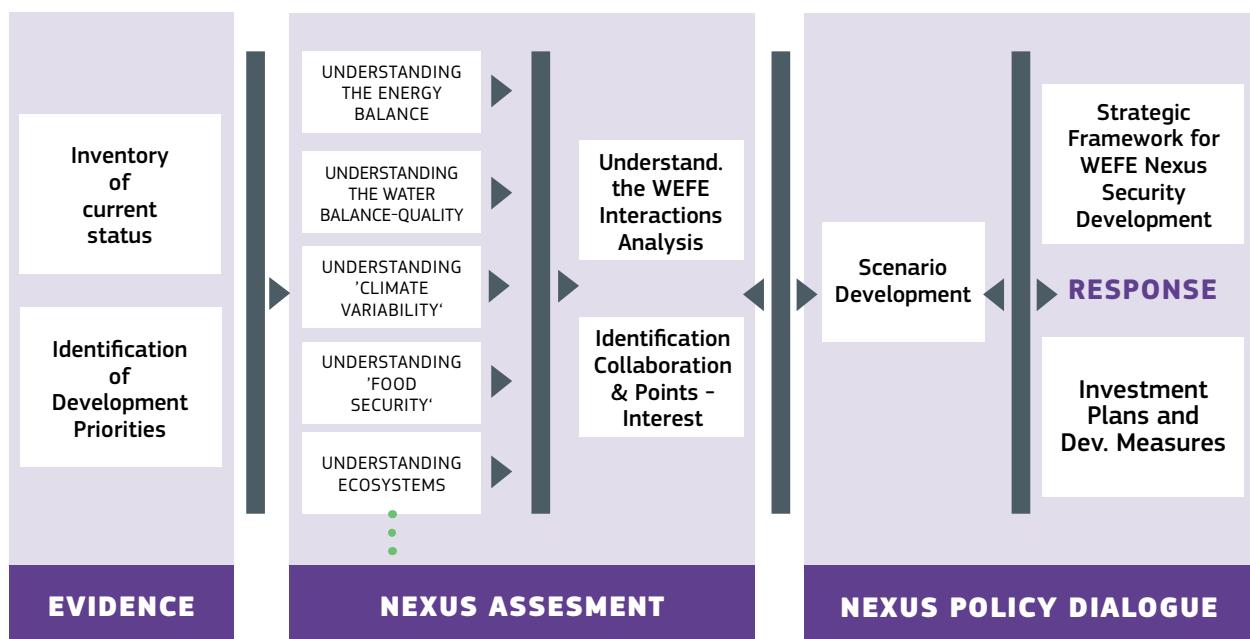 Inventory
of
current
status
Identification
of
Development
Priorities
EVIDENCE
UNDERSTANDING
THE ENERGY
BALANCE
UNDERSTANDING
THE WATER
BALANCE-QUALITY
UNDERSTANDING
’CLIMATE
VARIABILITY‘
UNDERSTANDING
’FOOD
SECURITY‘
UNDERSTANDING
ECOSYSTEMS
Understand.
the WEFE
Interactions
Analysis
Identification
Collaboration
& Points -
Interest
NEXUS ASSESMENT
Scenario
Development
Strategic
Framework for
WEFE Nexus
Security
Development
RESPONSE
Investment
Plans and
Dev. Measures
NEXUS POLICY DIALOGUE